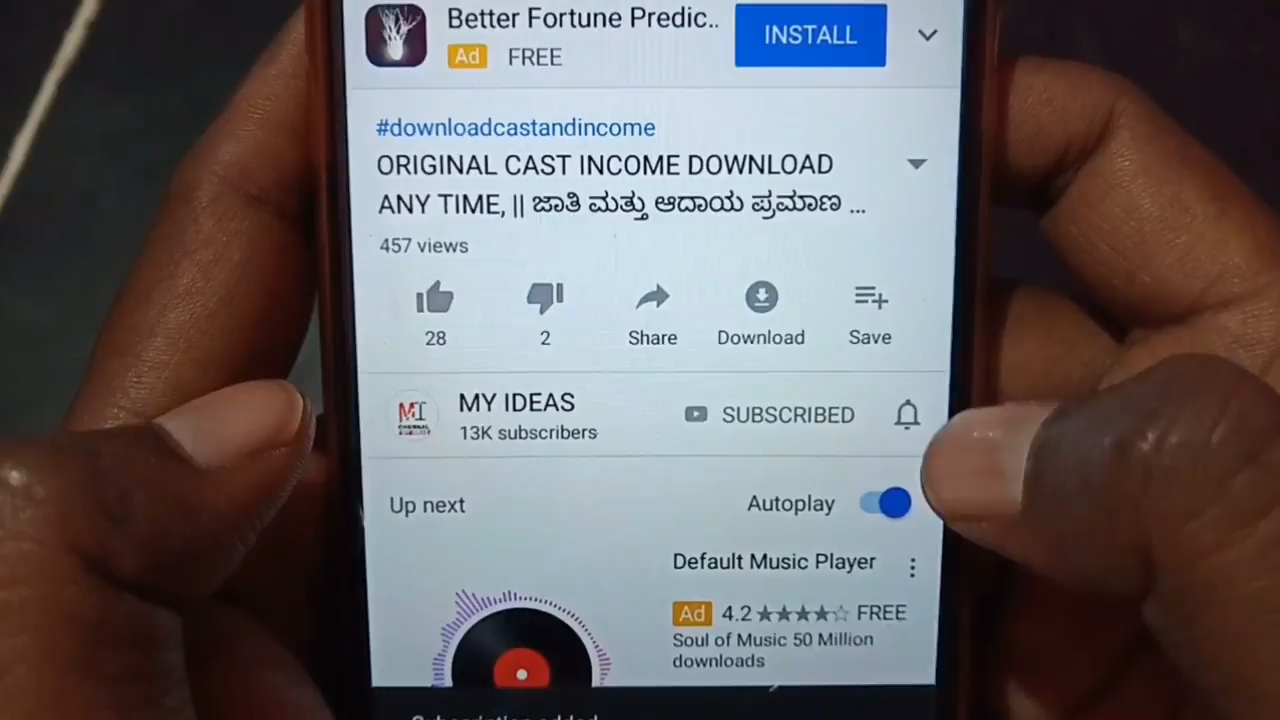 Better Fortune Predic..
Ad FREE
INSTALL
#downloadcastandincome
ORIGINAL CAST INCOME DOWNLOAD
ANY TIME, || ಜಾತಿ ಮತ್ತು ಆದಾಯ ಪ್ರಮಾಣ ...
457 views
28 2 Share Download Save
MY IDEAS
13K subscribers
SUBSCRIBED
Up next Autoplay
Default Music Player
Ad 4.2 FREE
Soul of Music 50 Million
downloads